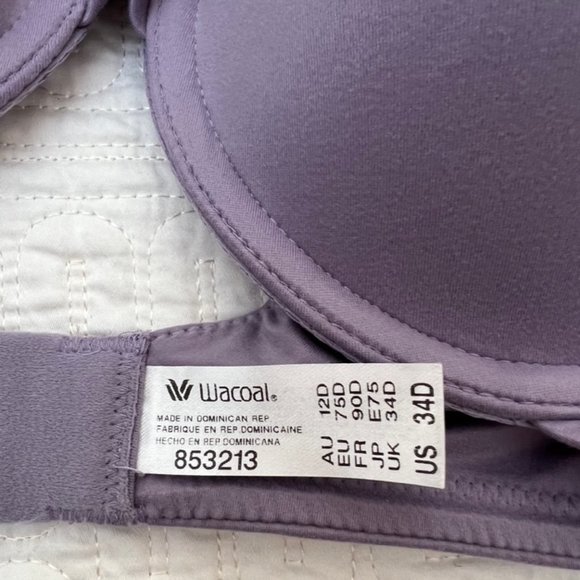 Wacoal®
MADE IN DOMINICAN REP.
FABRIQUE EN REP. DOMINICAINE
HECHO EN REP. DOMINICANA
853213
AU 12D
EU 75D
FR 90D
JP E75
UK 34D
US 34D